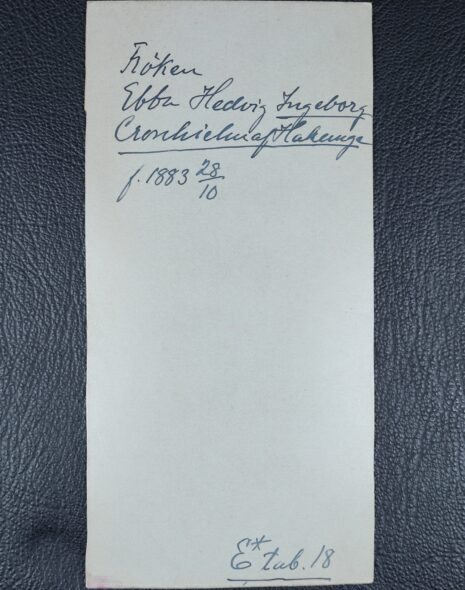 Fröken
Ebba Hedvig Ingeborg
Cronhielm af Hakunge
f. 1883 28/10
E* tab. 18